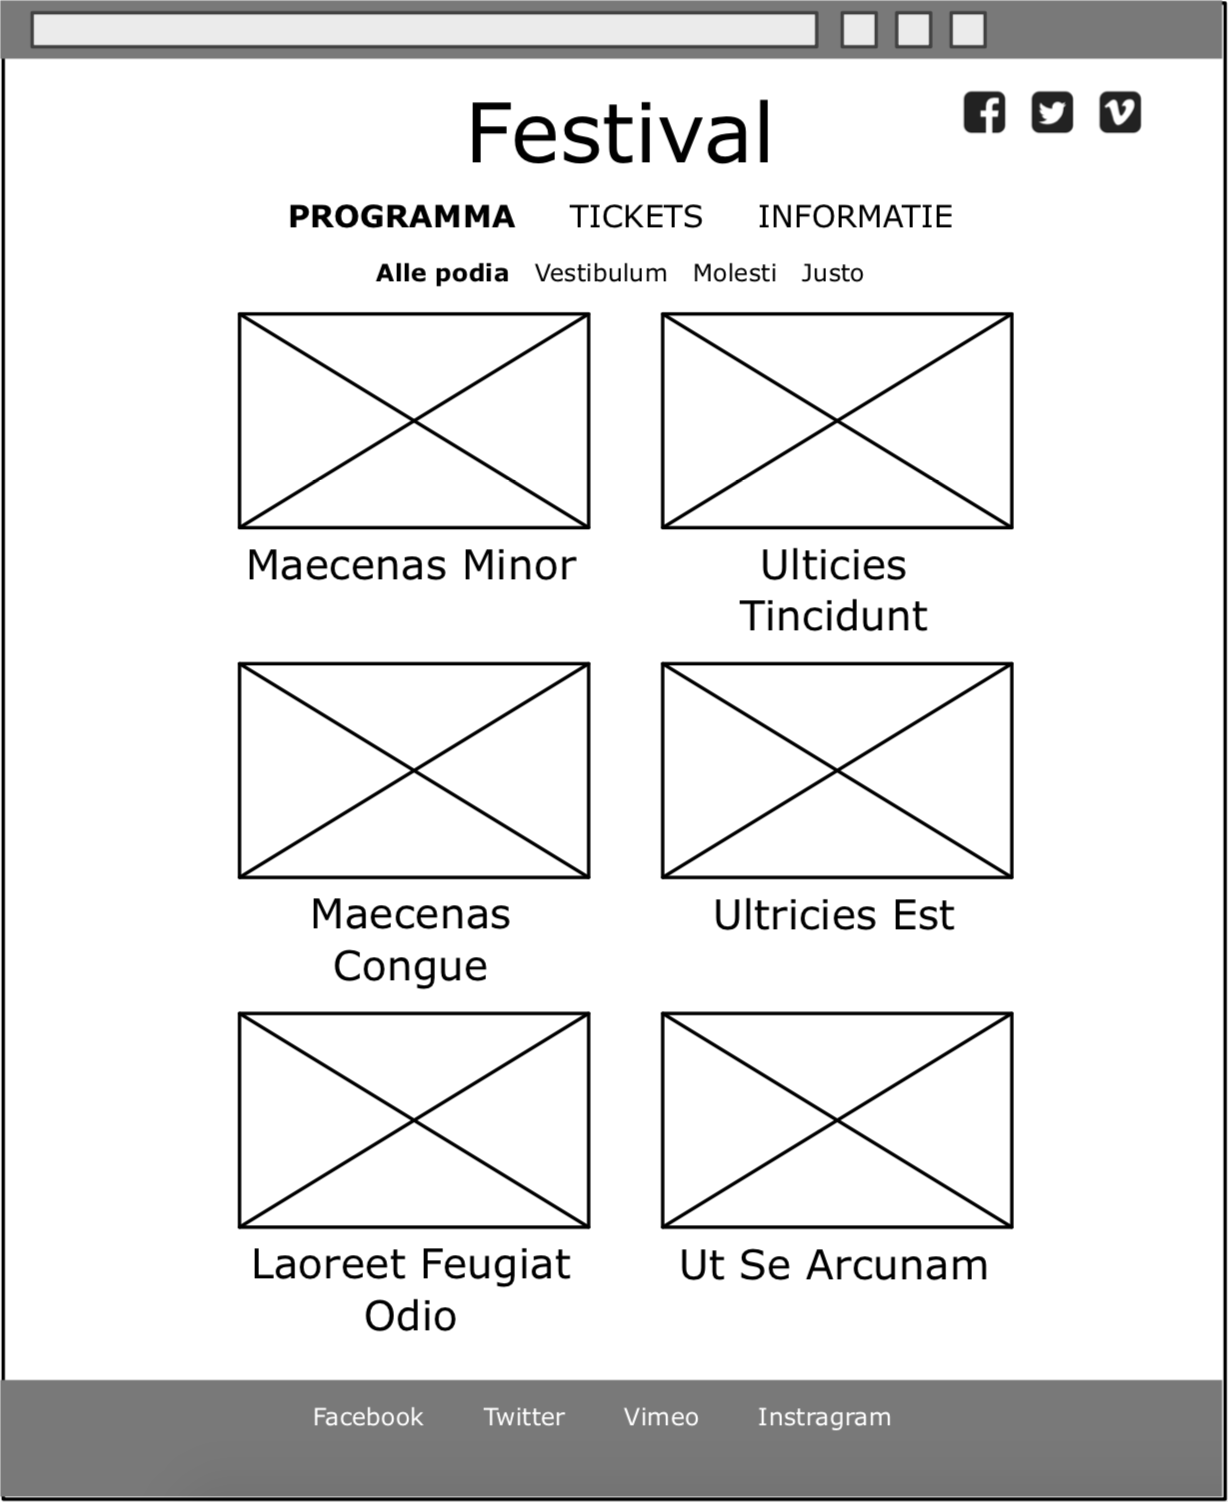 Festival
PROGRAMMA TICKETS INFORMATIE
Alle podia Vestibulum Molesti Justo
Maecenas Minor
Ulticies
Tincidunt
Maecenas
Congue
Ultricies Est
Laoreet Feugiat
Odio
Ut Se Arcunam
Facebook Twitter Vimeo Instragram